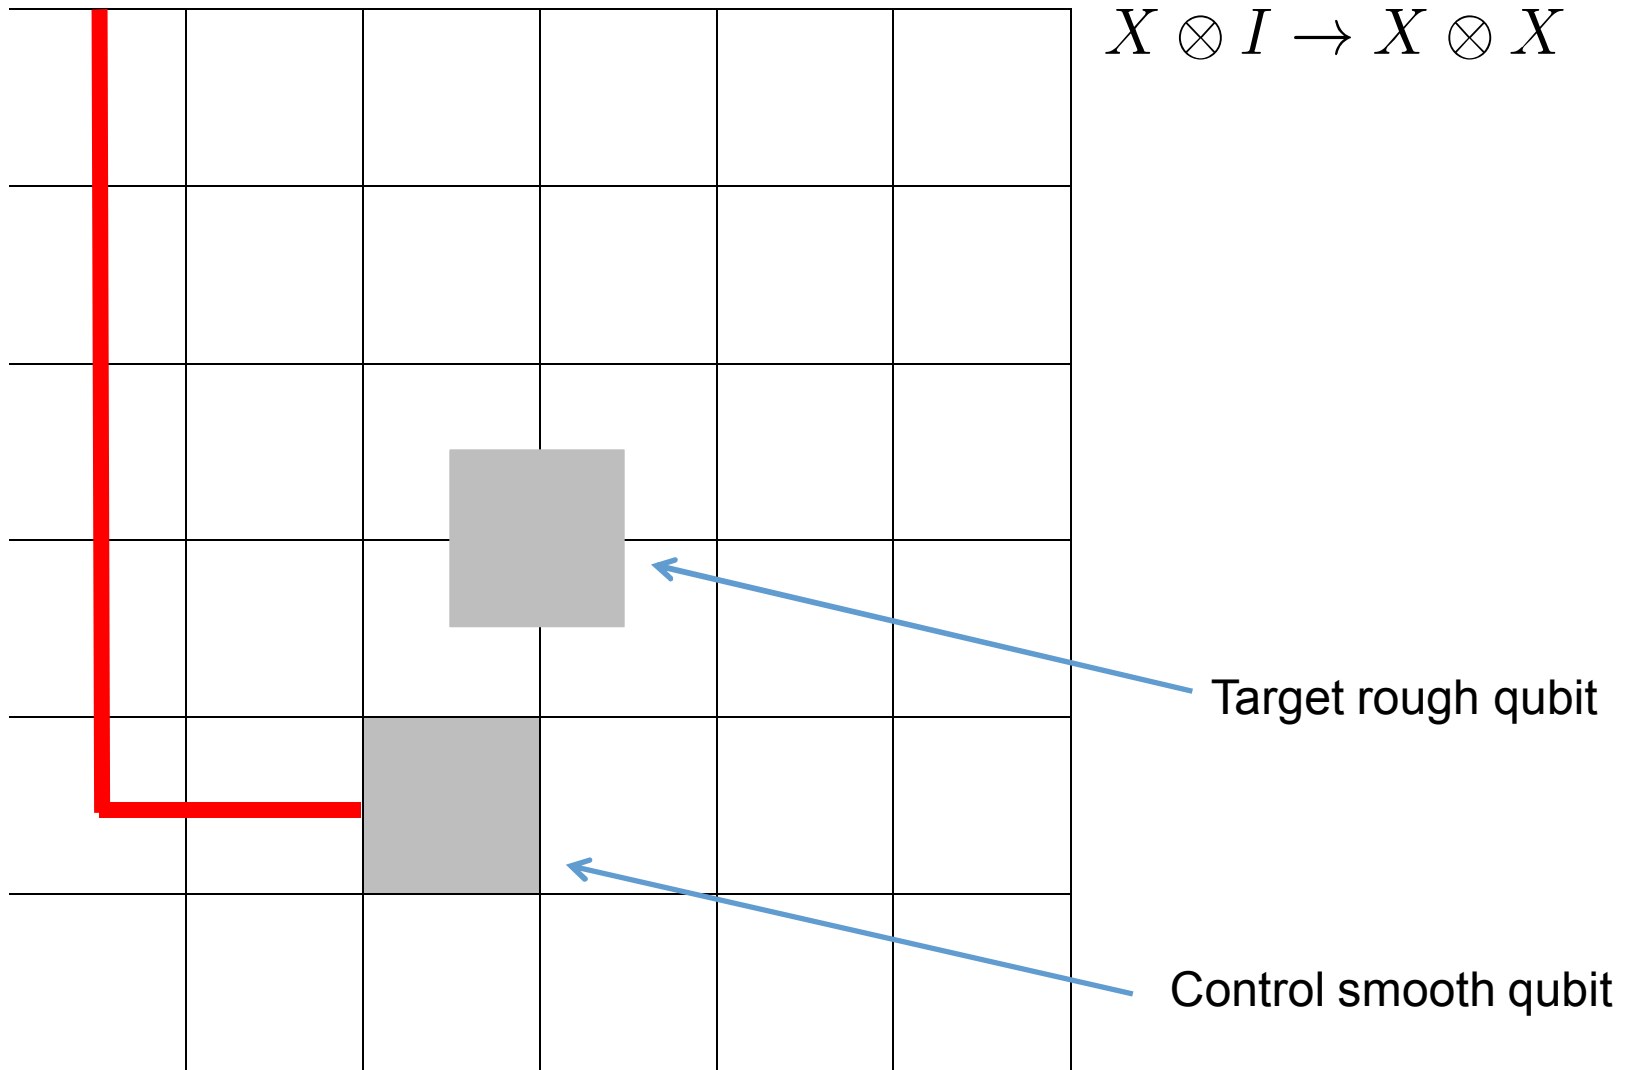 X ⊗ I → X ⊗ X
Target rough qubit
Control smooth qubit